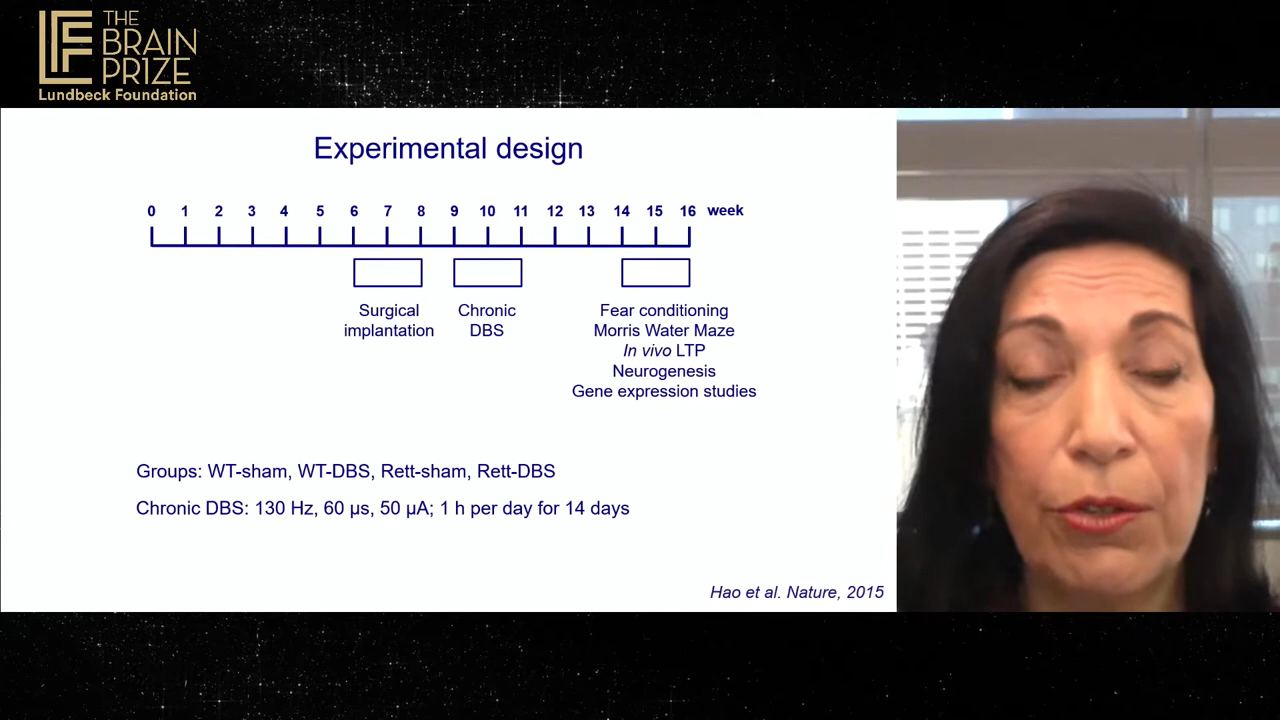 THE
BRAIN
PRIZE
Lundbeck Foundation
Experimental design
0 1 2 3 4 5 6 7 8 9 10 11 12 13 14 15 16 week
Surgical
implantation
Chronic
DBS
Fear conditioning
Morris Water Maze
In vivo LTP
Neurogenesis
Gene expression studies
Groups: WT-sham, WT-DBS, Rett-sham, Rett-DBS
Chronic DBS: 130 Hz, 60 µs, 50 µA; 1 h per day for 14 days
Hao et al. Nature, 2015